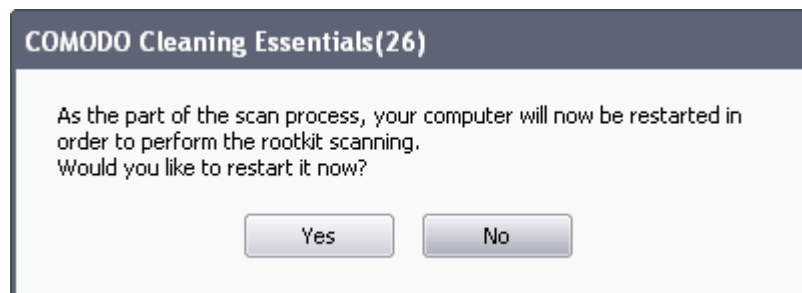 COMODO Cleaning Essentials(26)
As the part of the scan process, your computer will now be restarted in
order to perform the rootkit scanning.
Would you like to restart it now?
Yes No